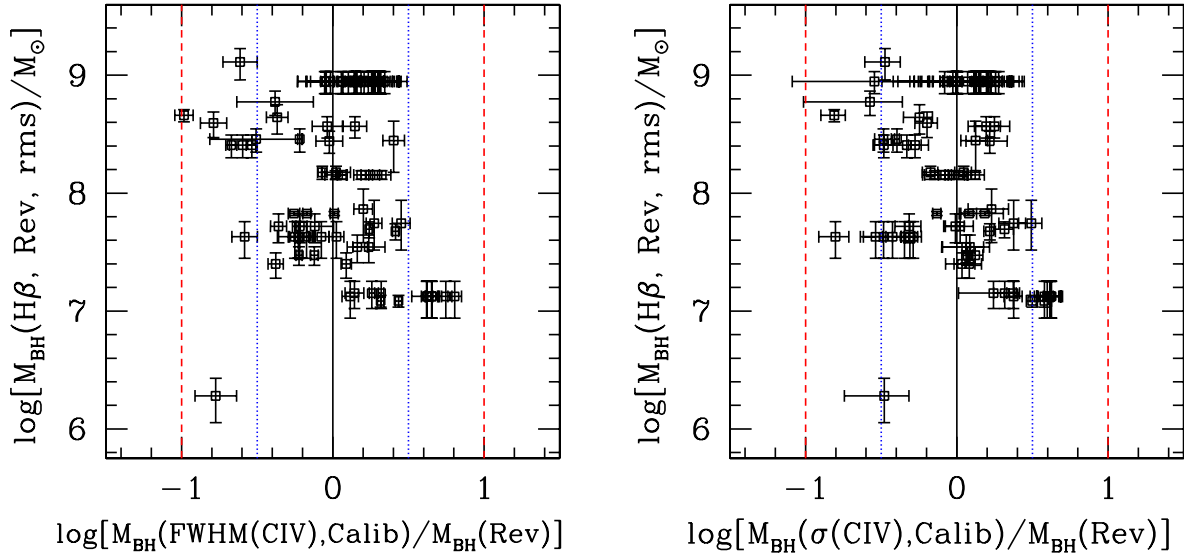 log[M_BH(Hβ, Rev, rms)/M_⊙]
9
8
7
6
−1 0 1
log[M_BH(FWHM(CIV),Calib)/M_BH(Rev)]
log[M_BH(Hβ, Rev, rms)/M_⊙]
9
8
7
6
−1 0 1
log[M_BH(σ(CIV),Calib)/M_BH(Rev)]